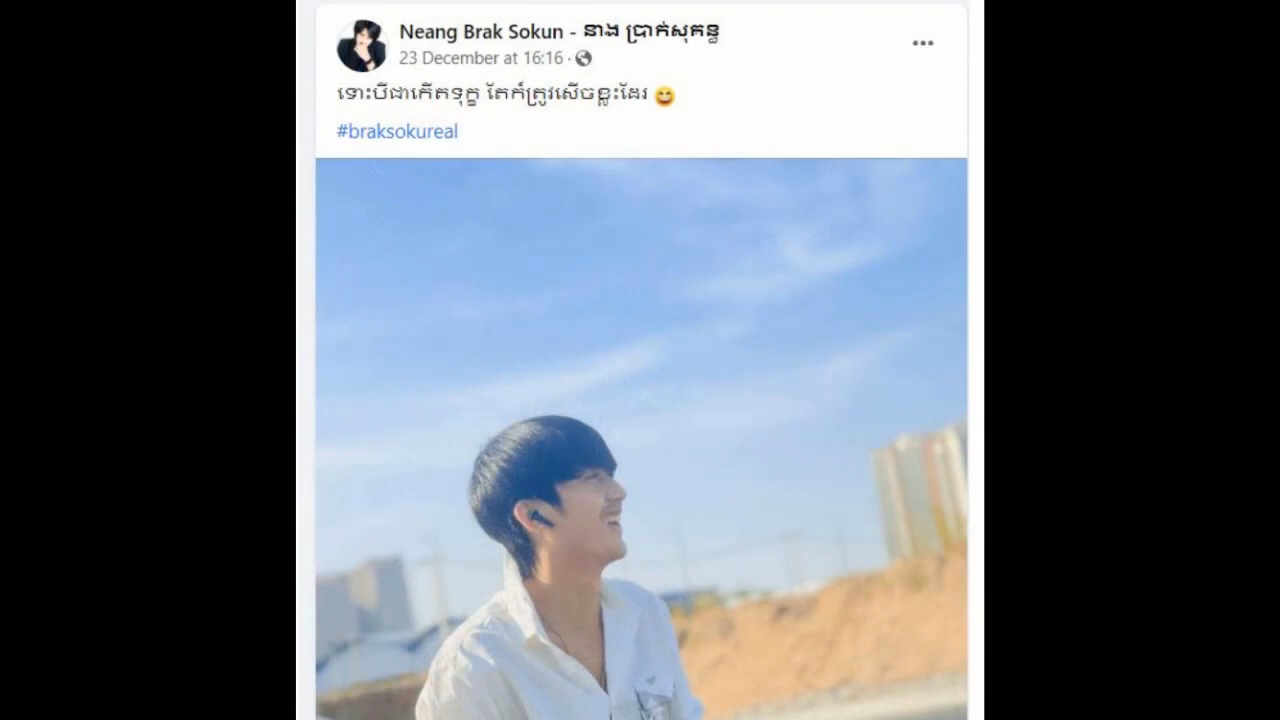 Neang Brak Sokun - នាង ប្រាក់សុគន្ធ
23 December at 16:16 ·
ទោះបីជាកើតទុក្ខ តែក៏ត្រូវសើចខ្លះដែរ 😄
#braksokureal